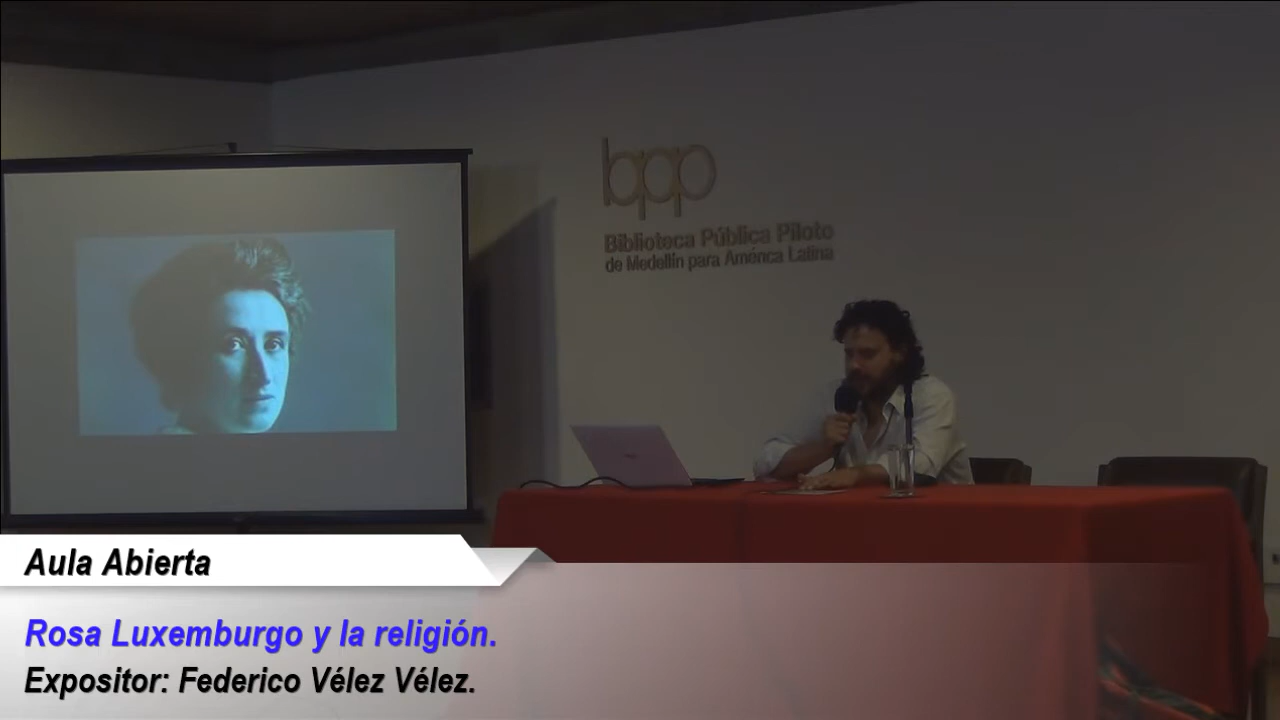 bpp
Biblioteca Pública Piloto
de Medellín para América Latina
Aula Abierta
Rosa Luxemburgo y la religión.
Expositor: Federico Vélez Vélez.